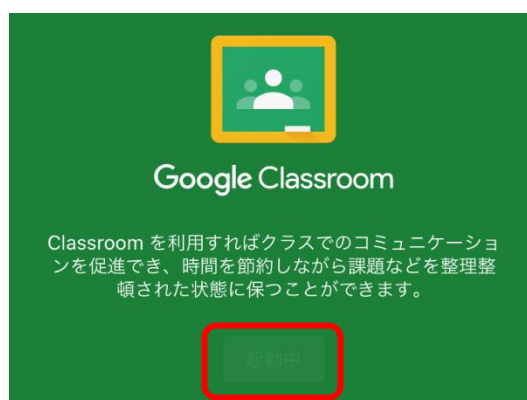 Google Classroom
Classroom を利用すればクラスでのコミュニケーショ
ンを促進でき、時間を節約しながら課題などを整理整
頓された状態に保つことができます。
起動中